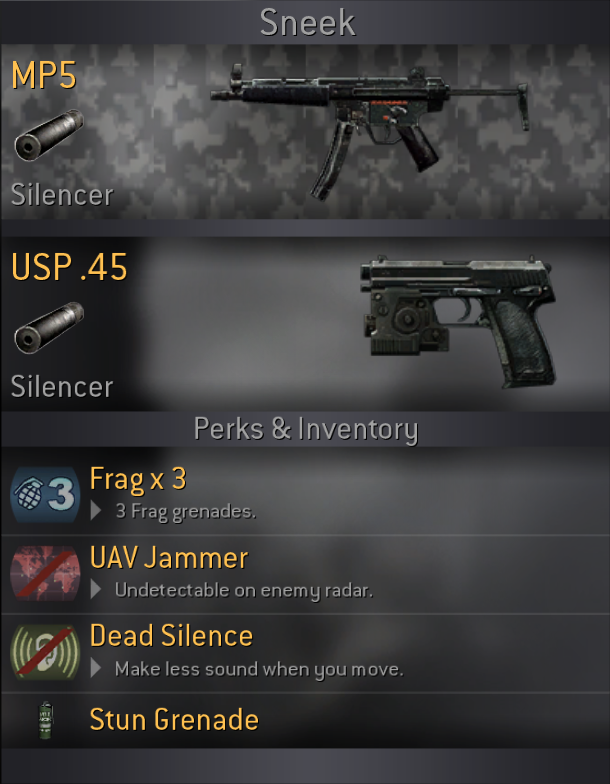 Sneek
MP5
Silencer
USP .45
Silencer
Perks & Inventory
3
Frag x 3
3 Frag grenades.
UAV Jammer
Undetectable on enemy radar.
Dead Silence
Make less sound when you move.
Stun Grenade